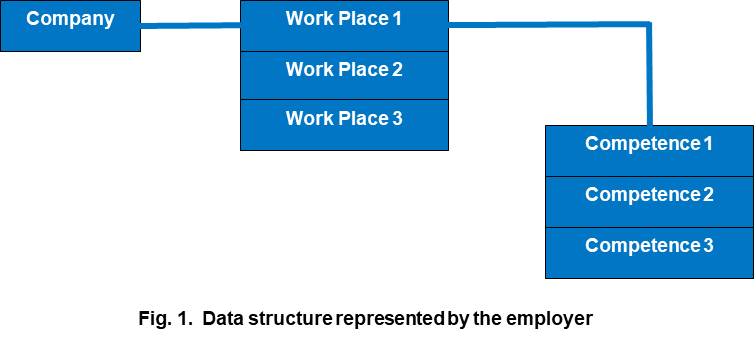 Company
Work Place 1
Work Place 2
Work Place 3
Competence 1
Competence 2
Competence 3
Fig. 1. Data structure represented by the employer